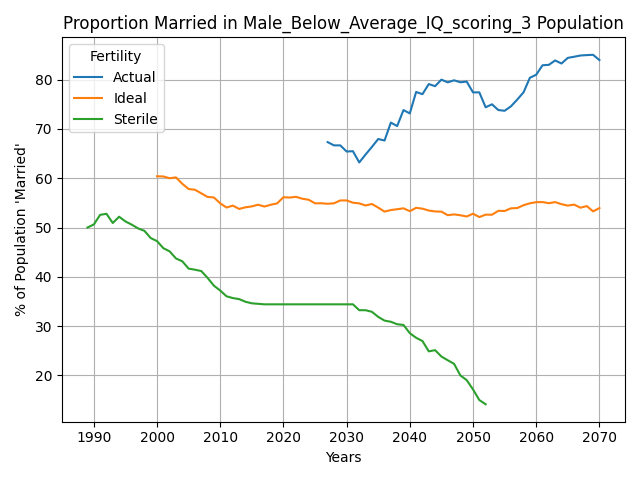 Proportion Married in Male_Below_Average_IQ_scoring_3 Population
% of Population 'Married'
Fertility
Actual
Ideal
Sterile
80
70
60
50
40
30
20
1990 2000 2010 2020 2030 2040 2050 2060 2070
Years